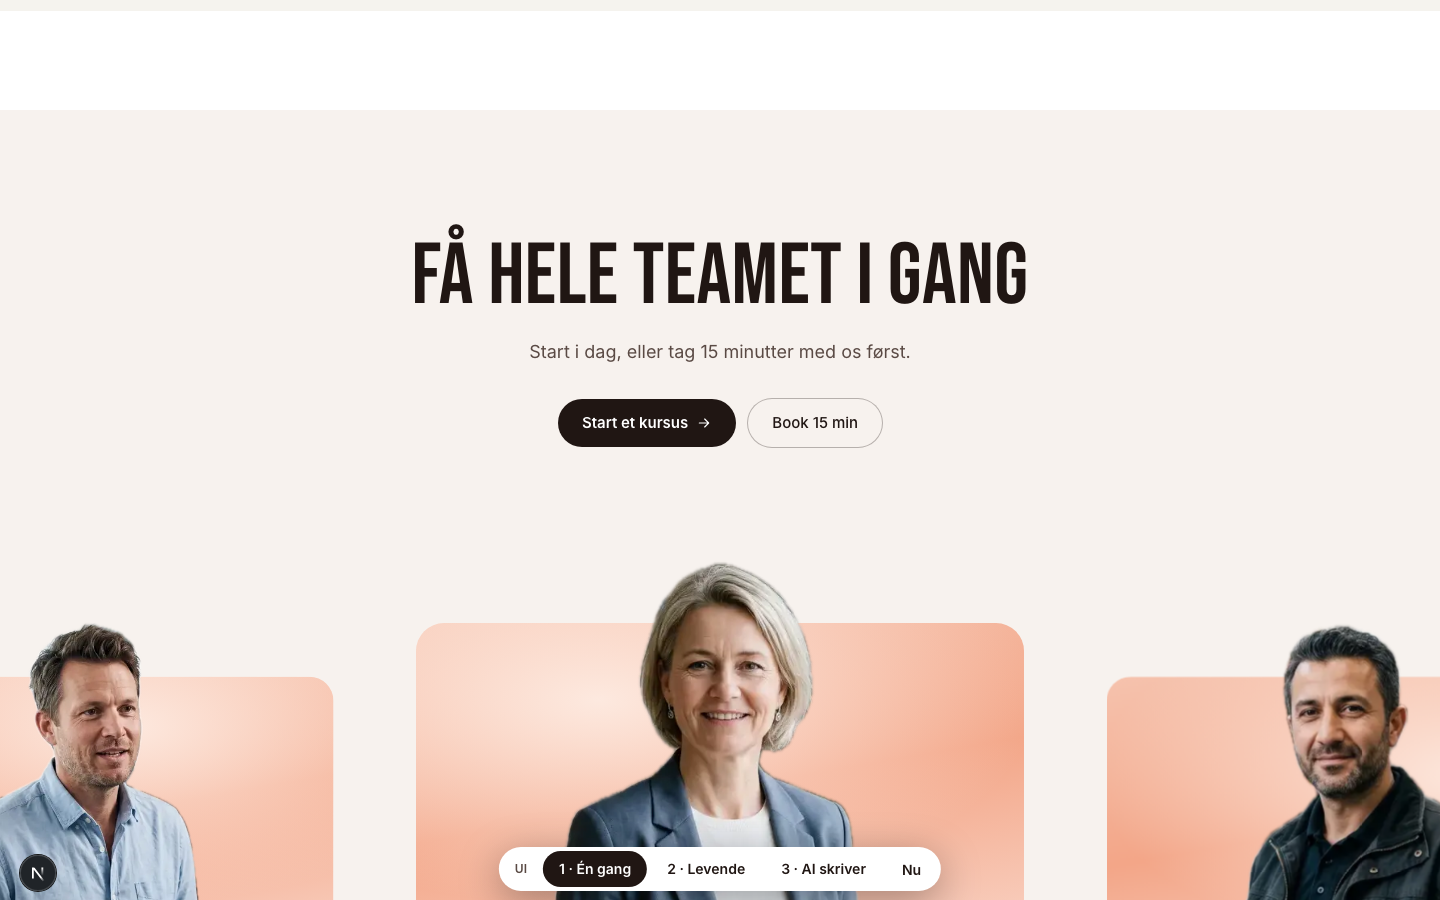 FÅ HELE TEAMET I GANG
Start i dag, eller tag 15 minutter med os først.
Start et kursus →
Book 15 min
N
UI
1 · Én gang
2 · Levende
3 · AI skriver
Nu